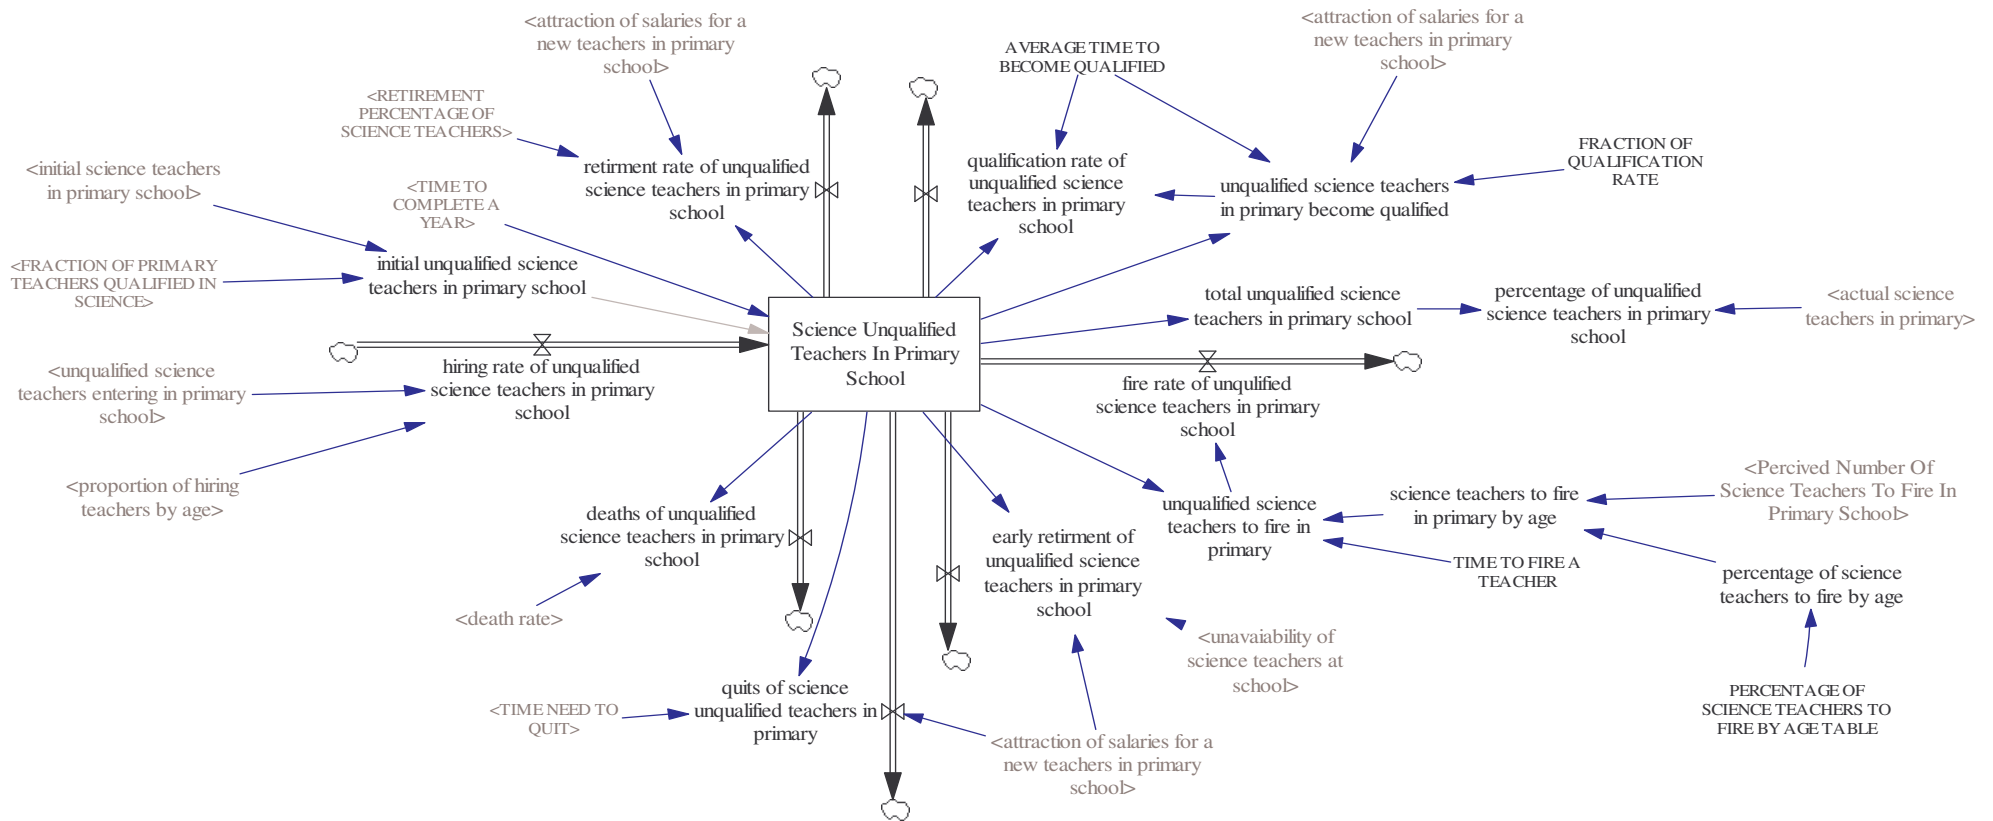 <attraction of salaries for a
new teachers in primary
school>
<attraction of salaries for a
new teachers in primary
school>
AVERAGE TIME TO
BECOME QUALIFIED
<RETIREMENT
PERCENTAGE OF
SCIENCE TEACHERS>
retirment rate of unqualified
science teachers in primary
school
qualification rate of
unqualified science
teachers in primary
school
FRACTION OF
QUALIFICATION
RATE
unqualified science teachers
in primary become qualified
<initial science teachers
in primary school>
<TIME TO
COMPLETE A
YEAR>
<FRACTION OF PRIMARY
TEACHERS QUALIFIED IN
SCIENCE>
initial unqualified science
teachers in primary school
total unqualified science
teachers in primary school
percentage of unqualified
science teachers in primary
school
<actual science
teachers in primary>
Science Unqualified
Teachers In Primary
School
<unqualified science
teachers entering in primary
school>
hiring rate of unqualified
science teachers in primary
school
fire rate of unqulified
science teachers in primary
school
<proportion of hiring
teachers by age>
deaths of unqualified
science teachers in primary
school
early retirment of
unqualified science
teachers in primary
school
unqualified science
teachers to fire in
primary
science teachers to fire
in primary by age
<Percived Number Of
Science Teachers To Fire In
Primary School>
TIME TO FIRE A
TEACHER
percentage of science
teachers to fire by age
<death rate>
<unavaiability of
science teachers at
school>
<TIME NEED TO
QUIT>
quits of science
unqualified teachers in
primary
<attraction of salaries for a
new teachers in primary
school>
PERCENTAGE OF
SCIENCE TEACHERS TO
FIRE BY AGE TABLE